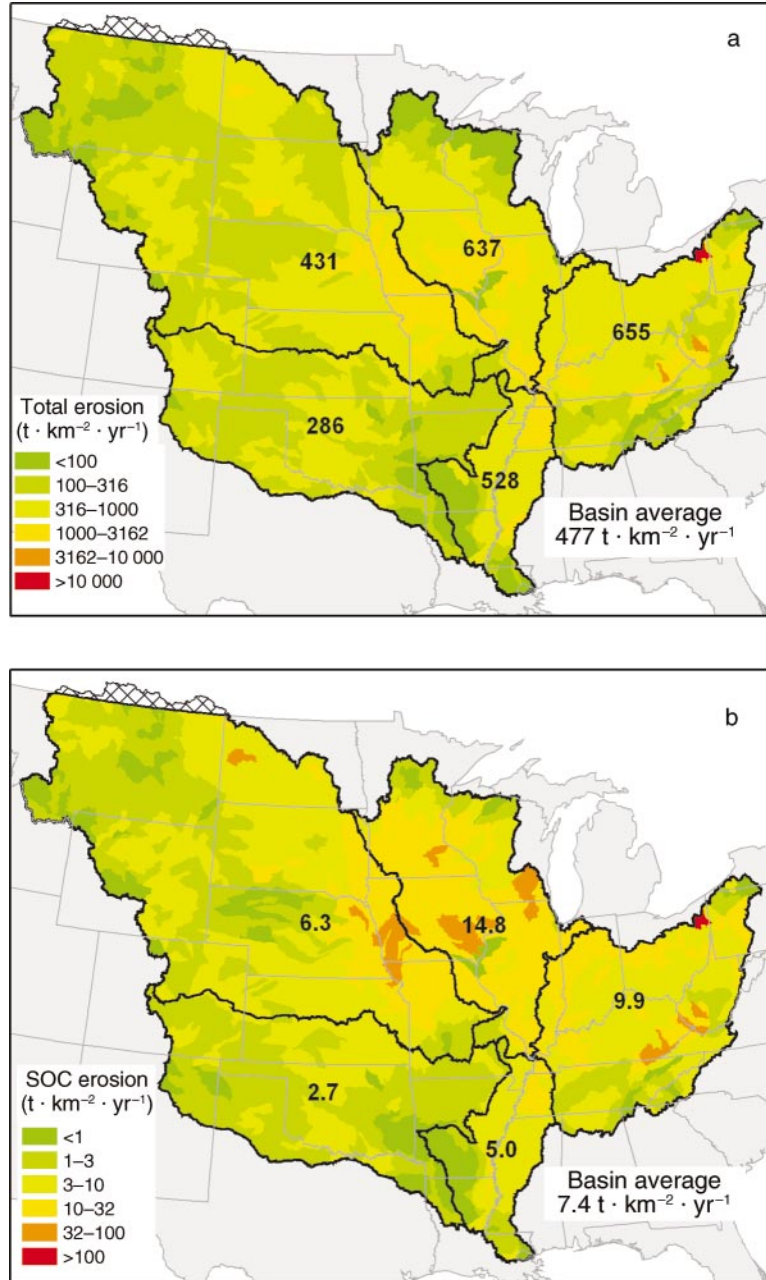 a
637
431
655
286
528
Total erosion
(t · km⁻² · yr⁻¹)
<100
100–316
316–1000
1000–3162
3162–10 000
>10 000
Basin average
477 t · km⁻² · yr⁻¹
b
6.3
14.8
9.9
2.7
5.0
SOC erosion
(t · km⁻² · yr⁻¹)
<1
1–3
3–10
10–32
32–100
>100
Basin average
7.4 t · km⁻² · yr⁻¹